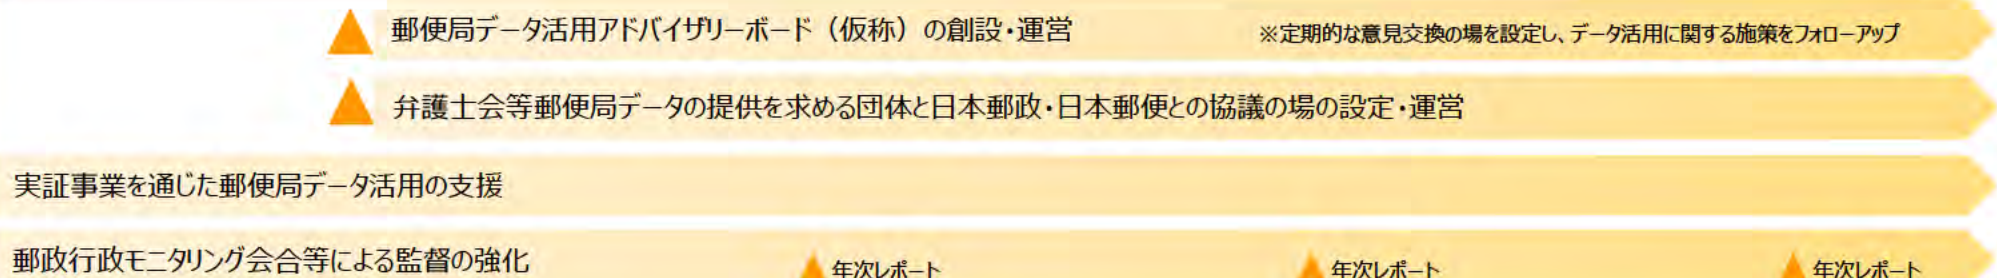 郵便局データ活用アドバイザリーボード（仮称）の創設・運営 ※定期的な意見交換の場を設定し、データ活用に関する施策をフォローアップ
弁護士会等郵便局データの提供を求める団体と日本郵政・日本郵便との協議の場の設定・運営
実証事業を通じた郵便局データ活用の支援
郵政行政モニタリング会合等による監督の強化 年次レポート 年次レポート 年次レポート